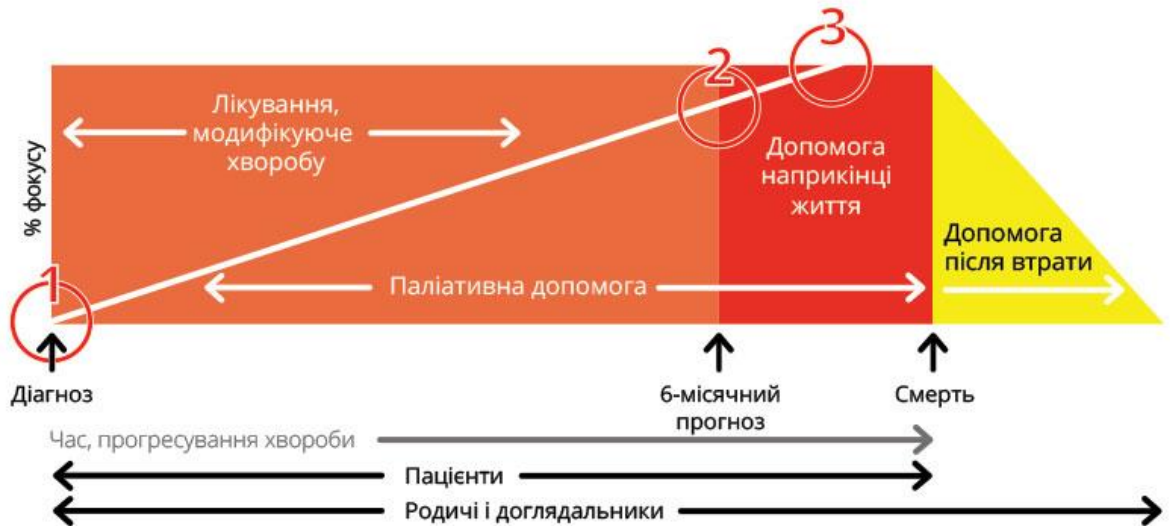 3
2
Лікування,
модифікуюче
хворобу
Допомога
наприкінці
життя
% фокусу
Допомога
після втрати
1
Паліативна допомога
Діагноз
6-місячний
прогноз
Смерть
Час, прогресування хвороби
Пацієнти
Родичі і доглядальники